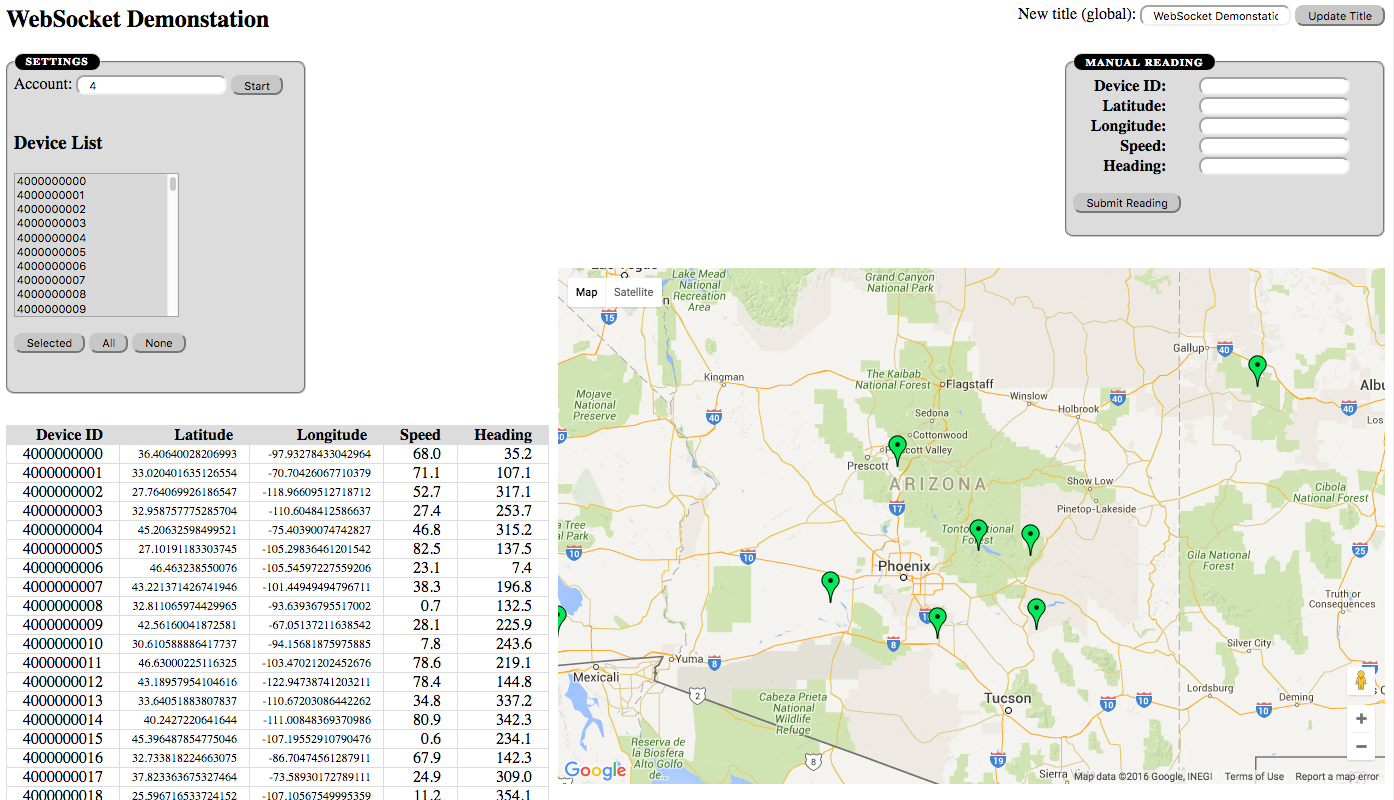 WebSocket Demonstation
New title (global): WebSocket Demonstatic Update Title
SETTINGS
Account: 4 Start
Device List
4000000000
4000000001
4000000002
4000000003
4000000004
4000000005
4000000006
4000000007
4000000008
4000000009
Selected All None
MANUAL READING
Device ID:
Latitude:
Longitude:
Speed:
Heading:
Submit Reading
Device ID Latitude Longitude Speed Heading
4000000000 36.40640028206993 -97.93278433042964 68.0 35.2
4000000001 33.020401635126554 -70.70426067710379 71.1 107.1
4000000002 27.764069926186547 -118.96609512718712 52.7 317.1
4000000003 32.958757775285704 -110.6048412586637 27.4 253.7
4000000004 45.20632598499521 -75.40390074742827 46.8 315.2
4000000005 27.10191183303745 -105.29836461201542 82.5 137.5
4000000006 46.463238550076 -105.54597227559206 23.1 7.4
4000000007 43.221371426741946 -101.44949494796711 38.3 196.8
4000000008 32.811065974429965 -93.63936795517002 0.7 132.5
4000000009 42.56160041872581 -67.05137211638542 28.1 225.9
4000000010 30.610588886417737 -94.15681875975885 7.8 243.6
4000000011 46.63000225116325 -103.47021202452676 78.6 219.1
4000000012 43.18957954104616 -122.94738741203211 78.4 144.8
4000000013 33.64051883807837 -110.67203086442262 34.8 337.2
4000000014 40.2427220641644 -111.00848369370986 80.9 342.3
4000000015 45.396487854775046 -107.19552910790476 0.6 234.1
4000000016 32.733818224663075 -86.70474561287911 67.9 142.3
4000000017 37.823363675327464 -73.58930172789111 24.9 309.0
4000000018 25.596716533724152 -107.10567549995359 11.2 354.1
Map Satellite
Lake Mead
National
Recreation
Area
Grand Canyon
National Park
15
Gallup
40
Kingman
The Kaibab
National Forest
Flagstaff
Mojave
National
Preserve
40
Winslow
Holbrook
40
40
Sedona
Cottonwood
Prescott Valley
Prescott
ARIZONA
Show Low
Pinetop-Lakeside
Cibola
National Forest
17
Tonto National
Forest
10
10
25
Gila National
Forest
Phoenix
Truth or
Consequences
8
Silver City
Yuma
8
Mexicali
2
Cabeza Prieta
National
Wildlife
Refuge
Tucson
Lordsburg
Deming
10
10
10
Reserva de
la Biosfera
Alto Golfo
de...
8
19
Sierra
+
−
Google
Map data ©2016 Google, INEGI Terms of Use Report a map error